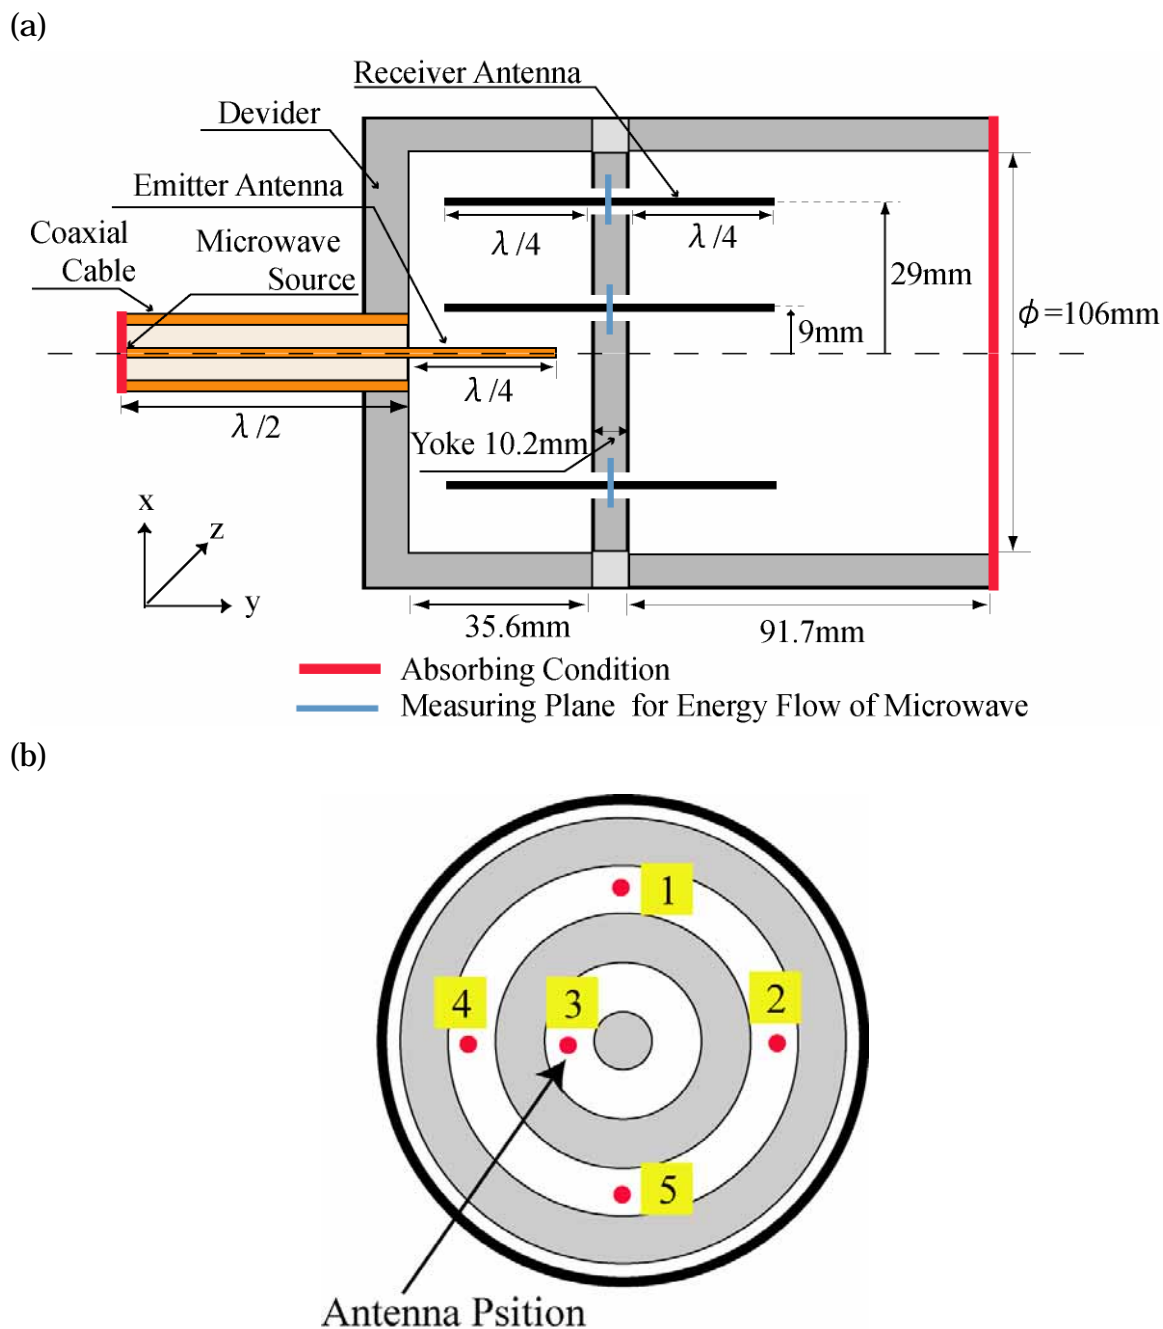 (a)
Receiver Antenna
Devider
Emitter Antenna
Coaxial
Cable
Microwave
Source
λ/4
λ/4
29mm
9mm
ϕ=106mm
λ/4
λ/2
Yoke 10.2mm
x
z
y
35.6mm
91.7mm
Absorbing Condition
Measuring Plane for Energy Flow of Microwave
(b)
1
4
3
2
5
Antenna Psition